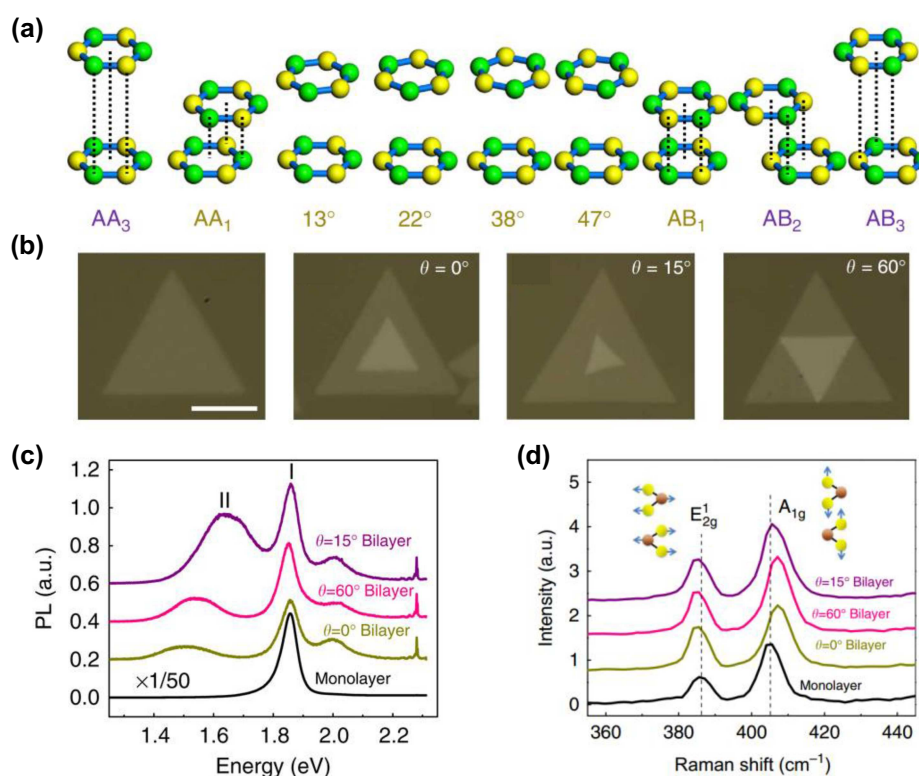 (a)
AA3 AA1 13° 22° 38° 47° AB1 AB2 AB3
(b)
θ = 0° θ = 15° θ = 60°
(c)
PL (a.u.)
1.2
1.0
0.8
0.6
0.4
0.2
0.0
II I
θ=15° Bilayer
θ=60° Bilayer
θ=0° Bilayer
Monolayer
×1/50
1.4 1.6 1.8 2.0 2.2
Energy (eV)
(d)
Intensity (a.u.)
5
4
3
2
1
0
E¹2g A1g
θ=15° Bilayer
θ=60° Bilayer
θ=0° Bilayer
Monolayer
360 380 400 420 440
Raman shift (cm⁻¹)